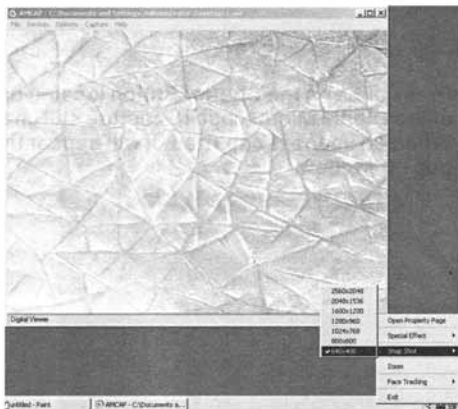 AMCAP - C:\Documents and Settings\
File Devices Options Capture Help
Digital Viewer
2560x2048
2048x1536
1600x1200
1280x960
1024x768
800x600
640x480
Open Property Page
Special Effect
Snap Shot
Zoom
Face Tracking
Exit
untitled - Paint
AMCAP - C:\Documents a...